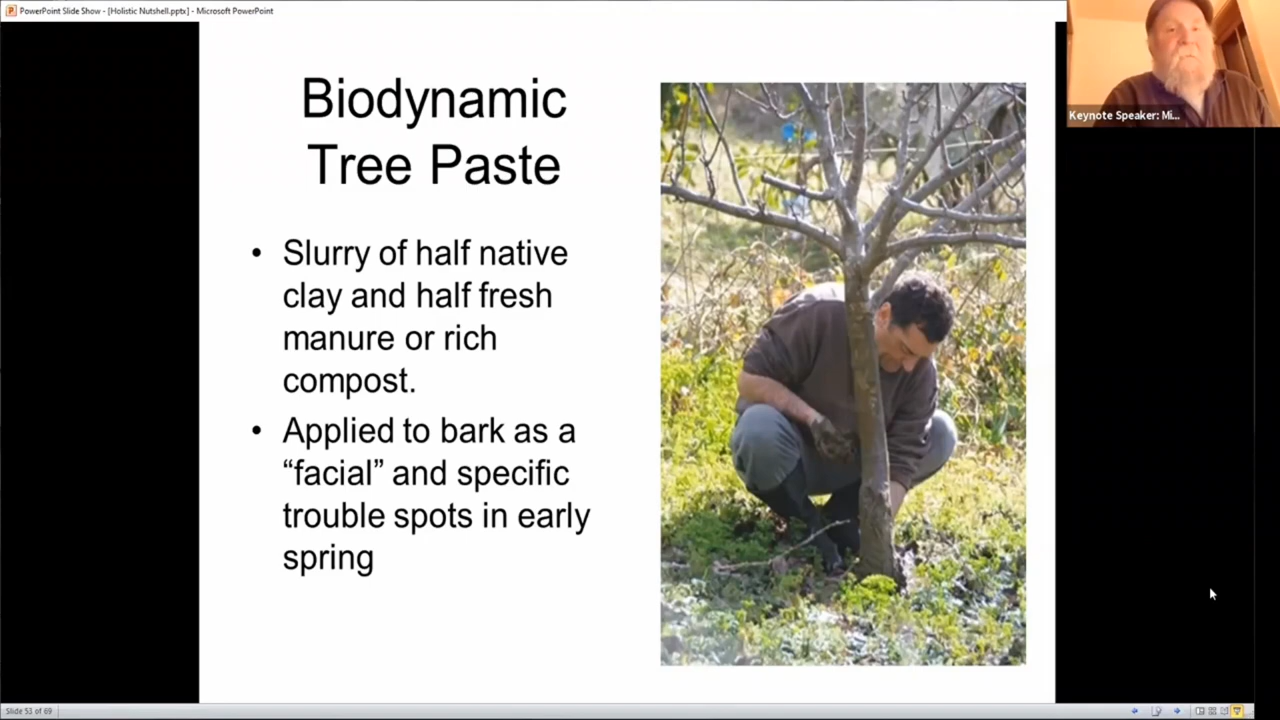 PowerPoint Slide Show - [Holistic Nutshell.pptx] - Microsoft PowerPoint
Keynote Speaker: Mi...
Biodynamic
Tree Paste
• Slurry of half native
clay and half fresh
manure or rich
compost.
• Applied to bark as a
“facial” and specific
trouble spots in early
spring
Slide 53 of 69